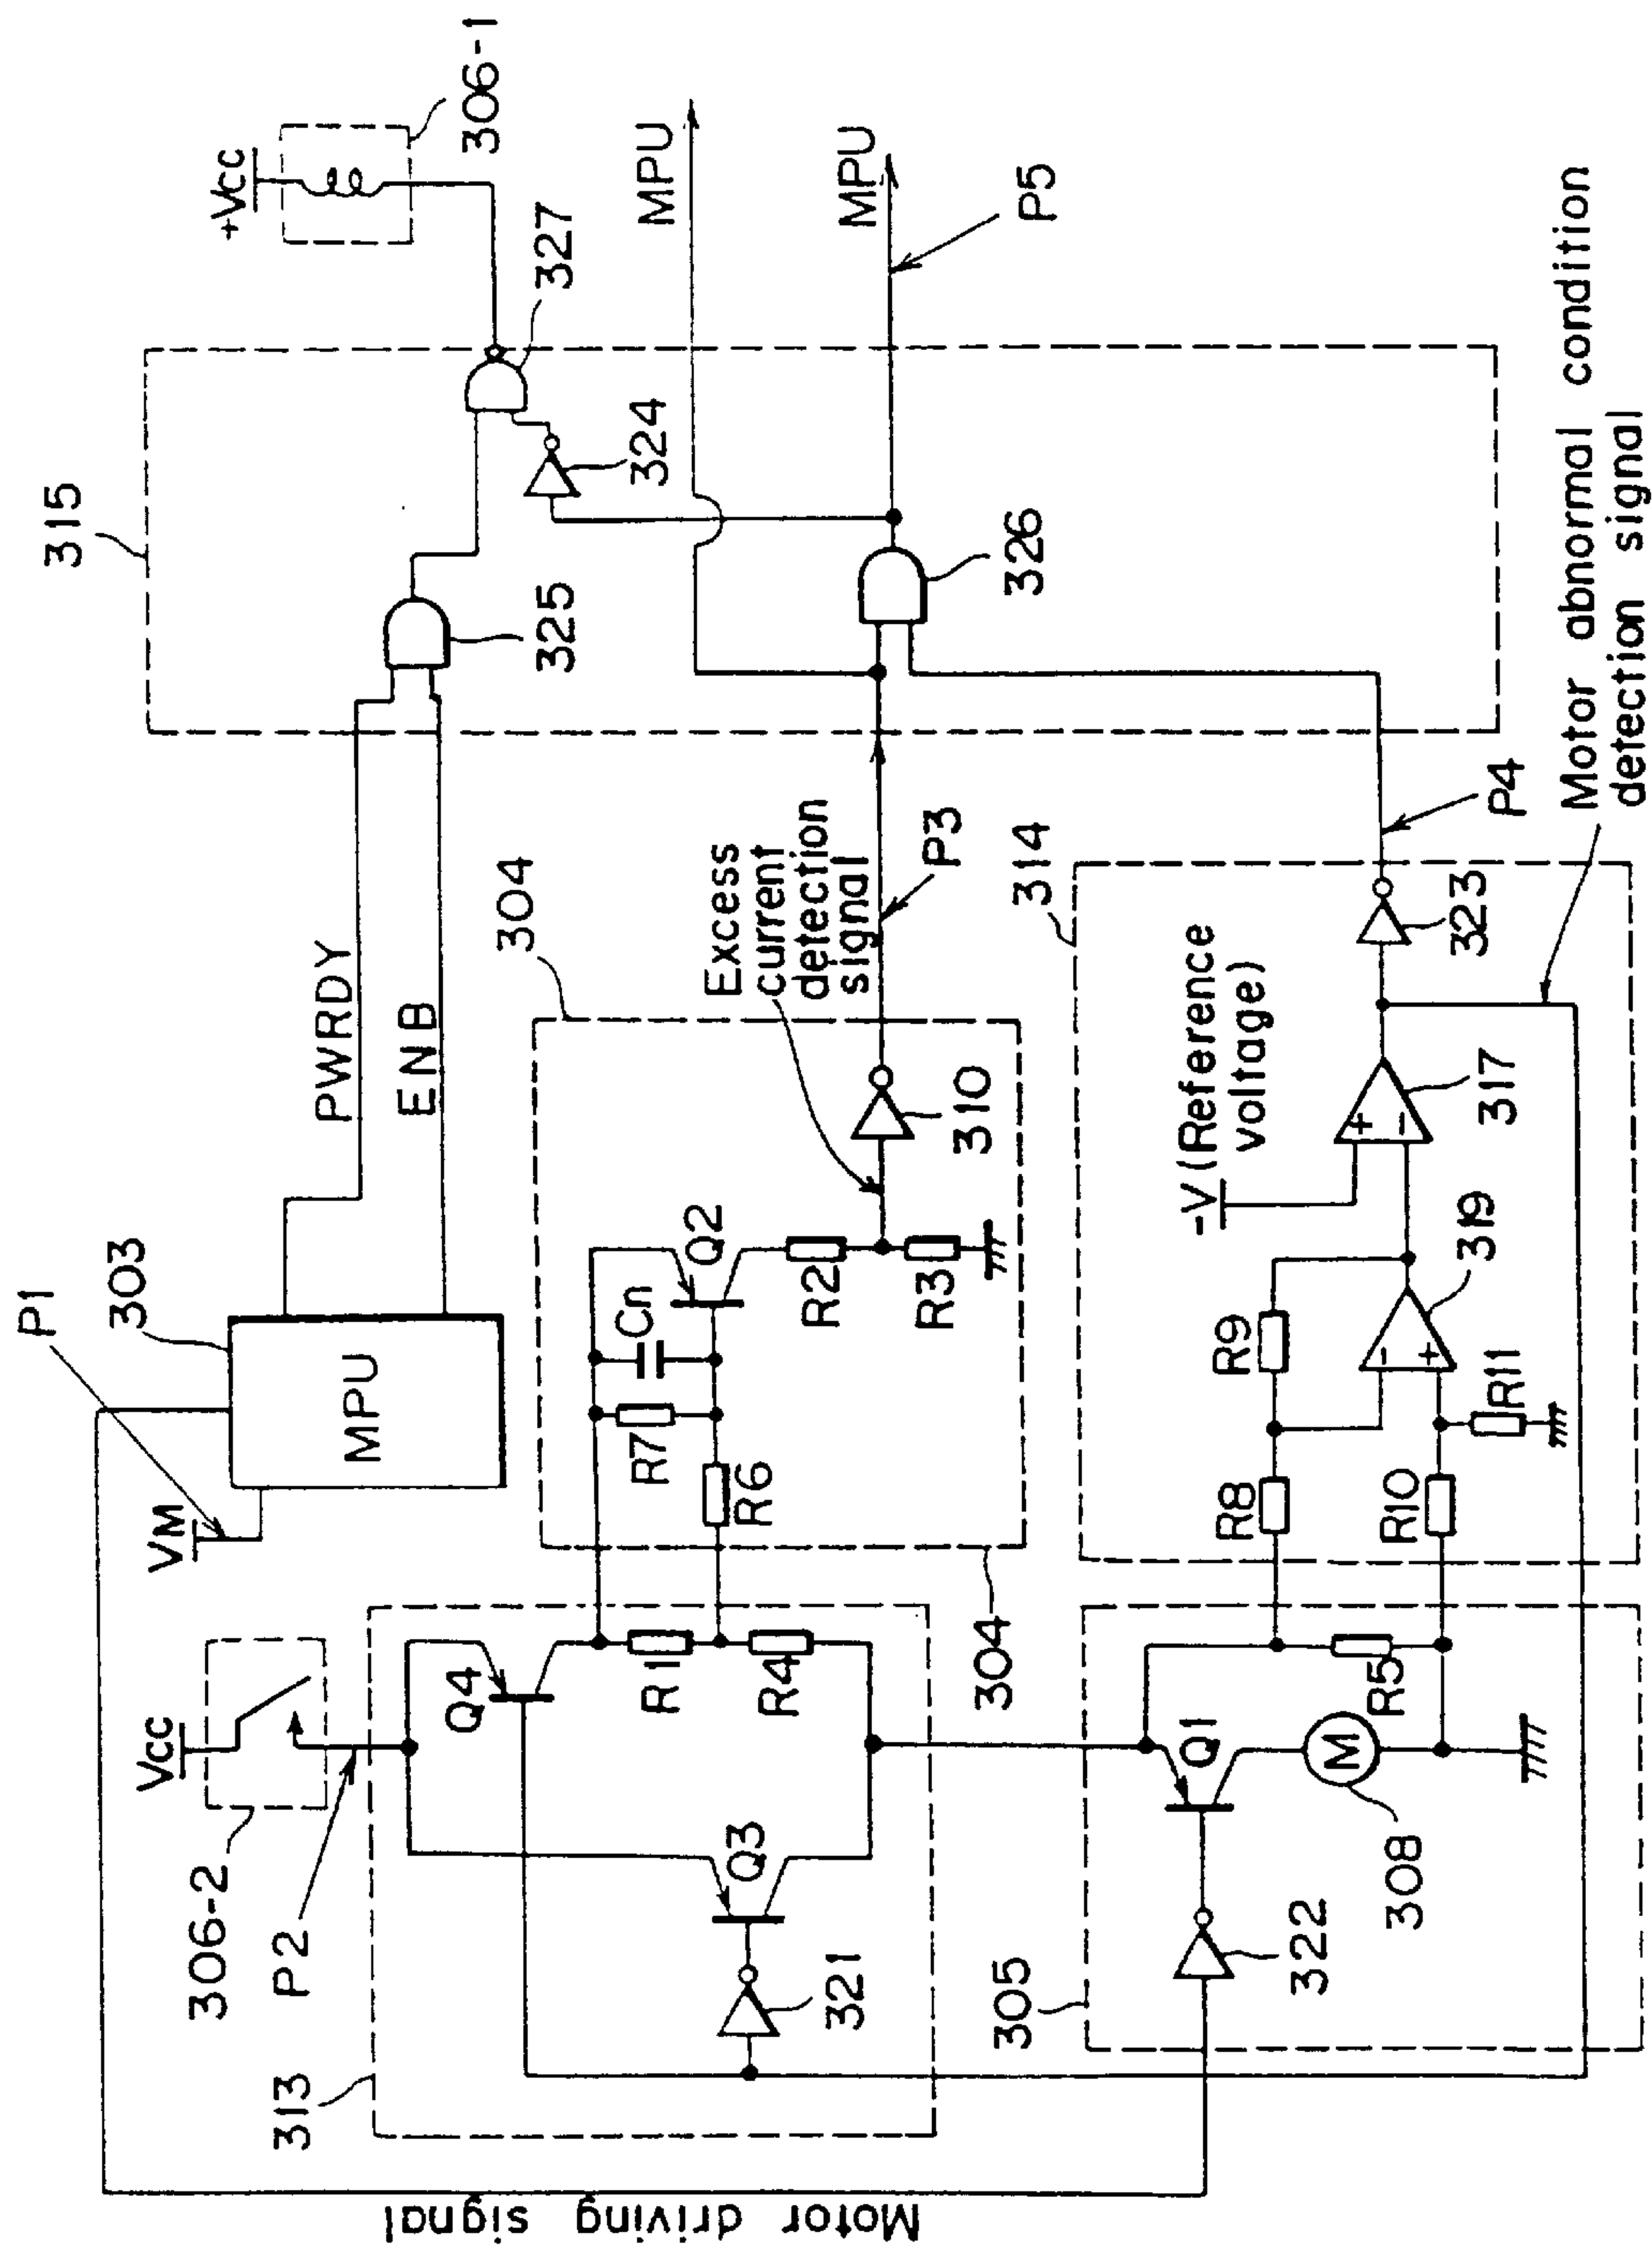 315
+Vcc
306-1
327
324
325
MPU
MPU
P5
326
P1
303
MPU
VM
PWRDY
ENB
304
Excess
current
detection
signal
P3
314
P4
Motor abnormal condition
detection signal
Q2
Cn
R7
R6
R2
R3
310
304
-V (Reference
voltage)
317
323
R9
R8
319
R10
R11
Vcc
306-2
P2
Q4
R1
R4
Q3
321
313
305
Q1
R5
M
308
322
Motor driving signal